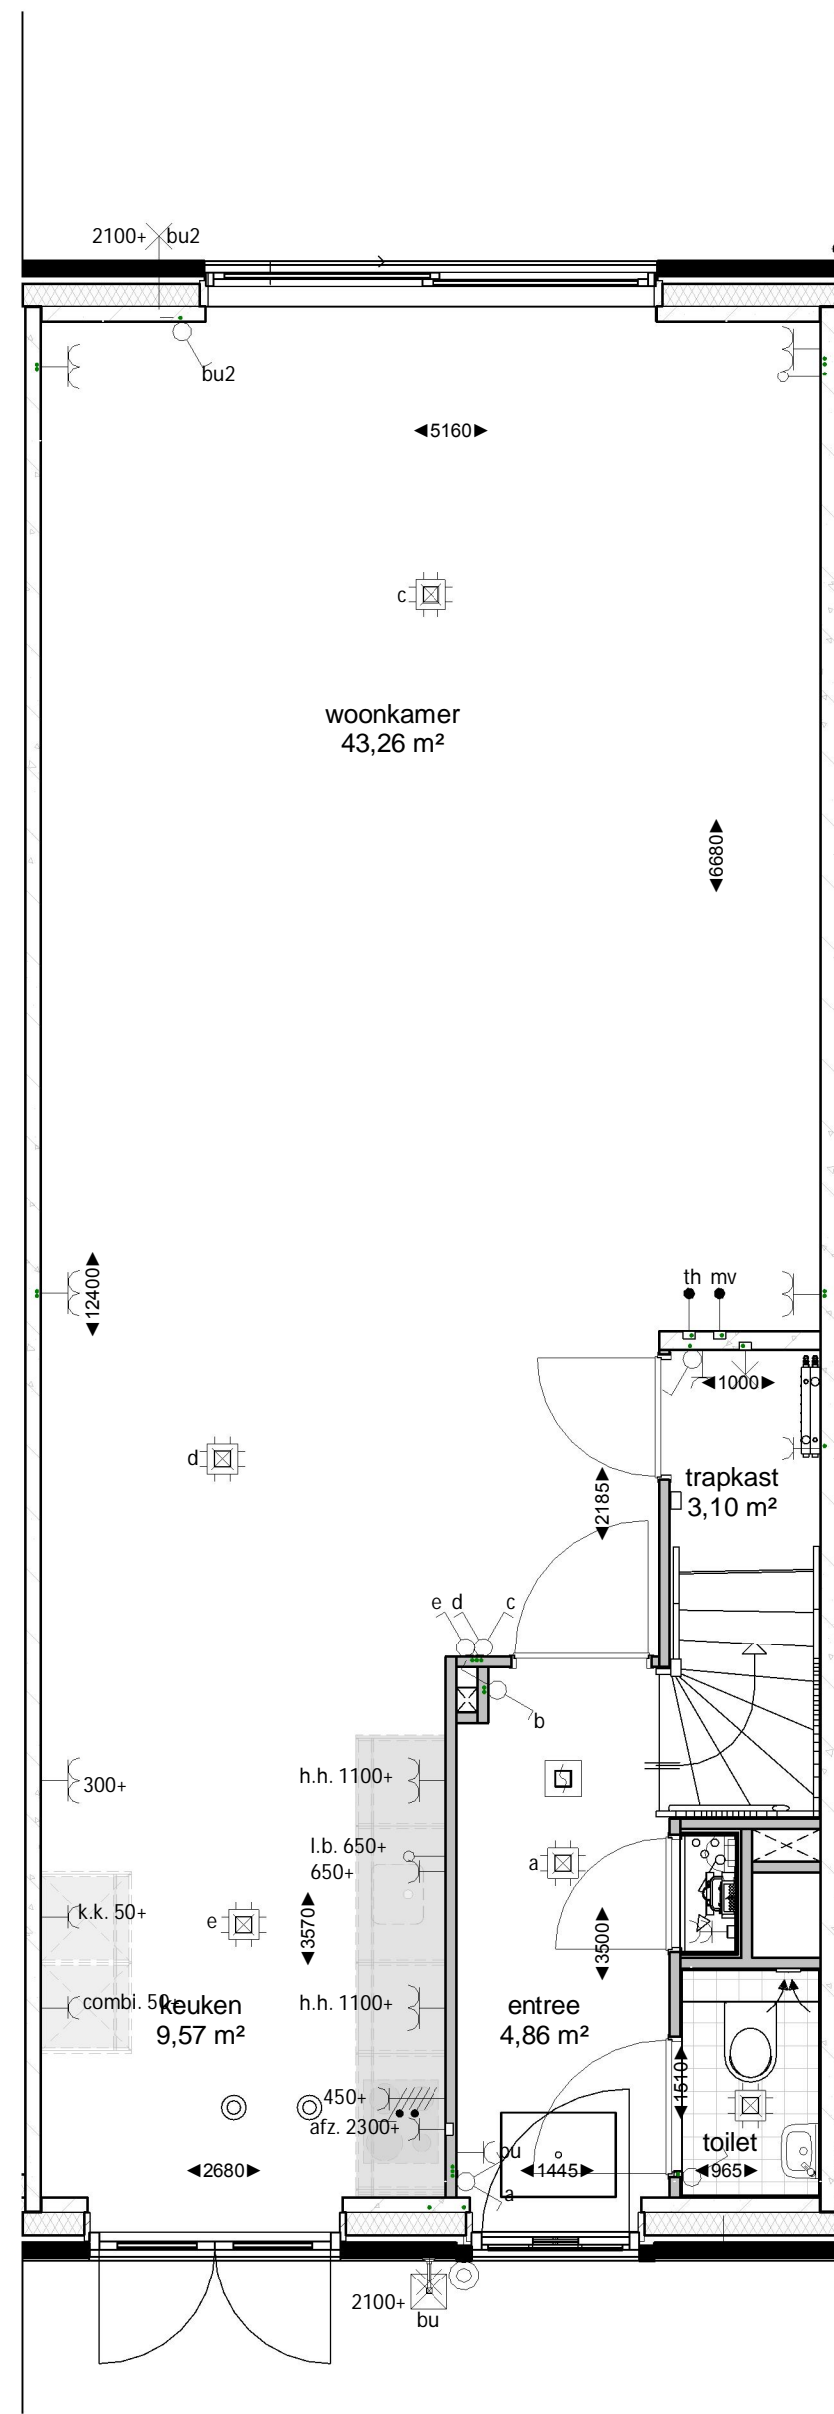 2100+ bu2
bu2
5160
c
woonkamer
43,26 m²
6680
12400
th mv
1000
d
trapkast
3,10 m²
2185
e d c
b
300+
h.h. 1100+
l.b. 650+
650+
a
k.k. 50+
e
3570
3500
combi. 50+
keuken
9,57 m²
h.h. 1100+
entree
4,86 m²
1510
450+
afz. 2300+
toilet
bu
2680
1445
965
a
2100+
bu